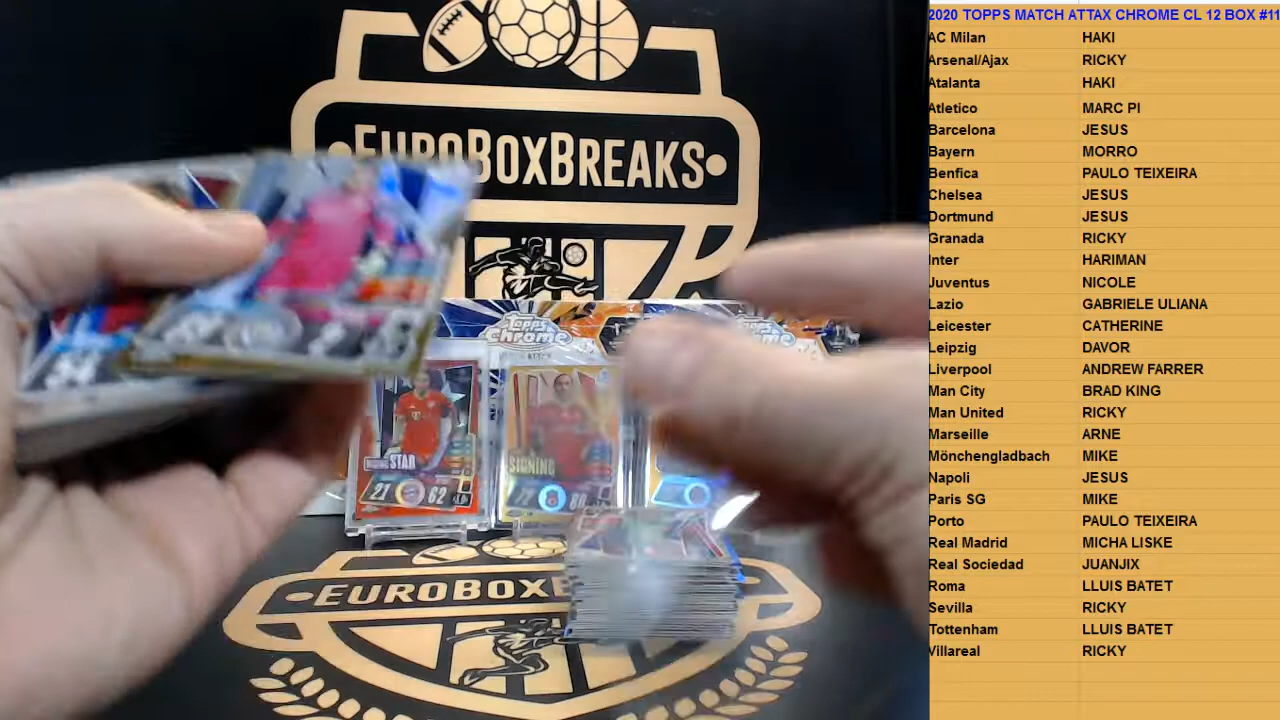 2020 TOPPS MATCH ATTAX CHROME CL 12 BOX #11
AC Milan HAKI
Arsenal/Ajax RICKY
Atalanta HAKI
Atletico MARC PI
Barcelona JESUS
Bayern MORRO
Benfica PAULO TEIXEIRA
Chelsea JESUS
Dortmund JESUS
Granada RICKY
Inter HARIMAN
Juventus NICOLE
Lazio GABRIELE ULIANA
Leicester CATHERINE
Leipzig DAVOR
Liverpool ANDREW FARRER
Man City BRAD KING
Man United RICKY
Marseille ARNE
Mönchengladbach MIKE
Napoli JESUS
Paris SG MIKE
Porto PAULO TEIXEIRA
Real Madrid MICHA LISKE
Real Sociedad JUANJIX
Roma LLUIS BATET
Sevilla RICKY
Tottenham LLUIS BATET
Villareal RICKY
EUROBOXBREAKS
Topps Chrome
STAR
27 62
SIGNING
72 80
EUROBOX